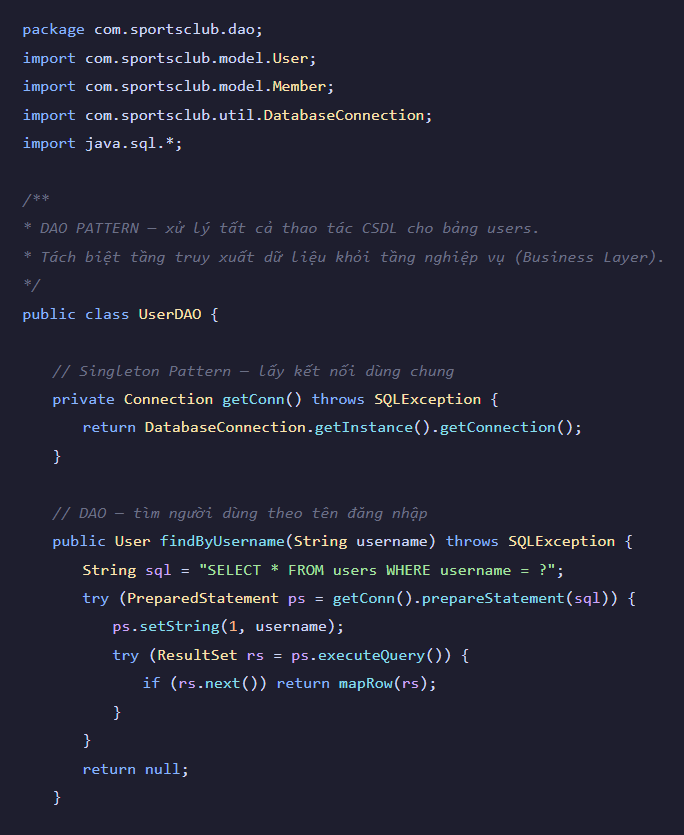 package com.sportsclub.dao;
import com.sportsclub.model.User;
import com.sportsclub.model.Member;
import com.sportsclub.util.DatabaseConnection;
import java.sql.*;

/**
* DAO PATTERN — xử lý tất cả thao tác CSDL cho bảng users.
* Tách biệt tầng truy xuất dữ liệu khỏi tầng nghiệp vụ (Business Layer).
*/
public class UserDAO {

    // Singleton Pattern — lấy kết nối dùng chung
    private Connection getConn() throws SQLException {
        return DatabaseConnection.getInstance().getConnection();
    }

    // DAO — tìm người dùng theo tên đăng nhập
    public User findByUsername(String username) throws SQLException {
        String sql = "SELECT * FROM users WHERE username = ?";
        try (PreparedStatement ps = getConn().prepareStatement(sql)) {
            ps.setString(1, username);
            try (ResultSet rs = ps.executeQuery()) {
                if (rs.next()) return mapRow(rs);
            }
        }
        return null;
    }